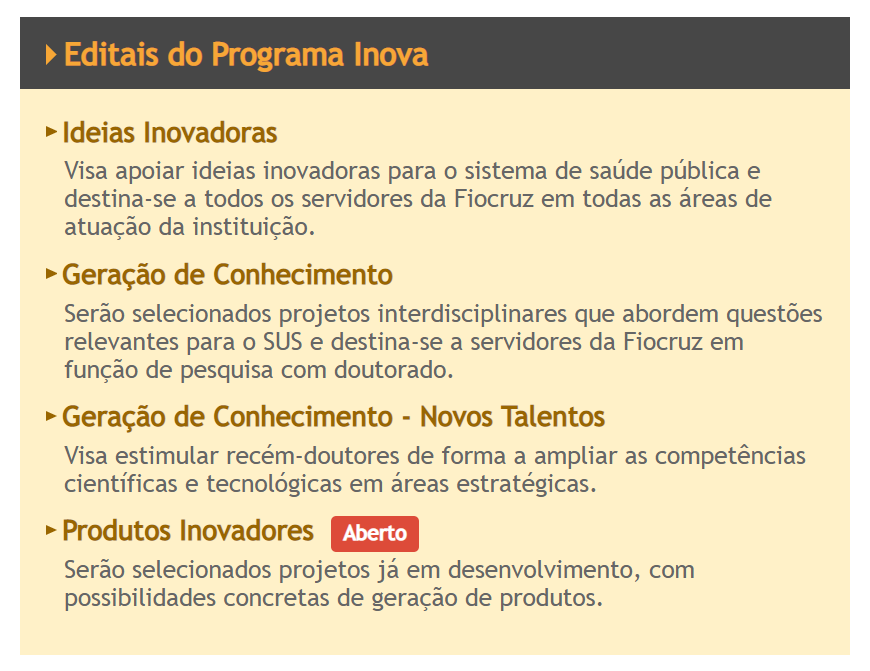 Editais do Programa Inova
Ideias Inovadoras
Visa apoiar ideias inovadoras para o sistema de saúde pública e
destina-se a todos os servidores da Fiocruz em todas as áreas de
atuação da instituição.
Geração de Conhecimento
Serão selecionados projetos interdisciplinares que abordem questões
relevantes para o SUS e destina-se a servidores da Fiocruz em
função de pesquisa com doutorado.
Geração de Conhecimento - Novos Talentos
Visa estimular recém-doutores de forma a ampliar as competências
científicas e tecnológicas em áreas estratégicas.
Produtos Inovadores Aberto
Serão selecionados projetos já em desenvolvimento, com
possibilidades concretas de geração de produtos.